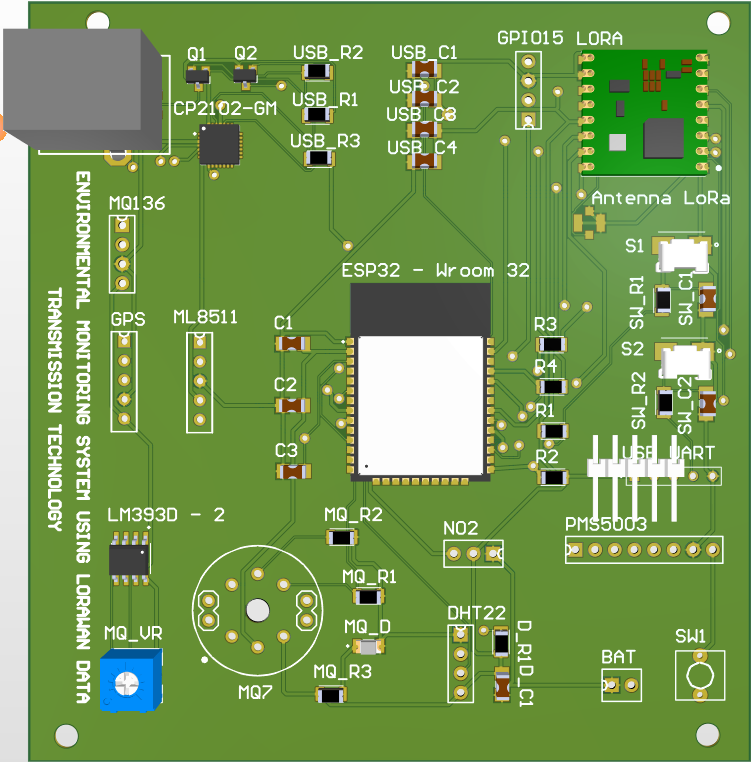 GPIO15 LORA
Q1
Q2
USB_R2
USB_C1
CP2102-GM
USB_R1
USB_C2
USB_C3
USB_R3
USB_C4
MQ136
Antenna LoRa
S1
ESP32 - Wroom 32
SW_R1
SW_C1
GPS
ML8511
C1
R3
S2
R4
C2
SW_R2
SW_C2
R1
C3
R2
USB_UART
ENVIRONMENTAL MONITORING SYSTEM USING LORAWAN DATA
TRANSMISSION TECHNOLOGY
LM393D - 2
MQ_R2
NO2
PMS5003
MQ_R1
DHT22
MQ_VR
MQ_D
D_R1
D_C1
SW1
BAT
MQ_R3
MQ7